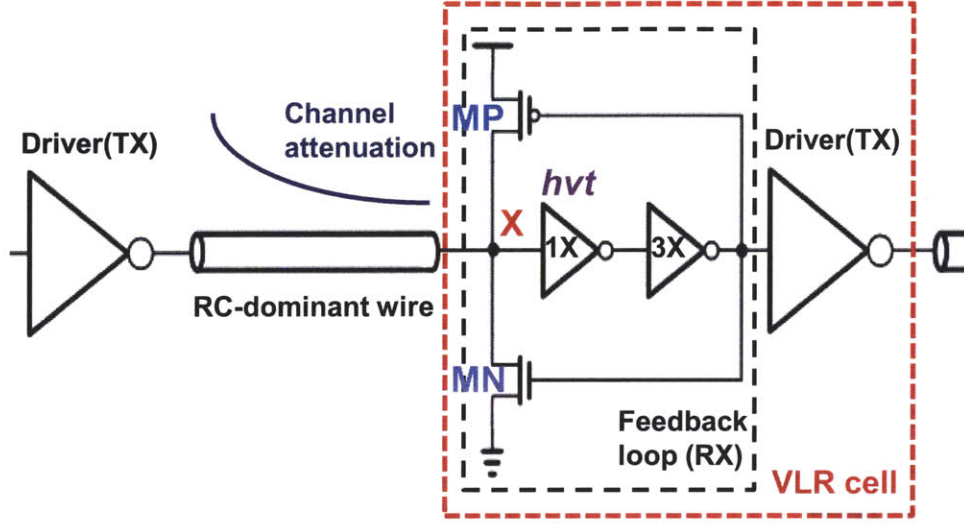 Channel
attenuation
Driver(TX)
MP
Driver(TX)
hvt
X
1X
3X
RC-dominant wire
MN
Feedback
loop (RX)
VLR cell